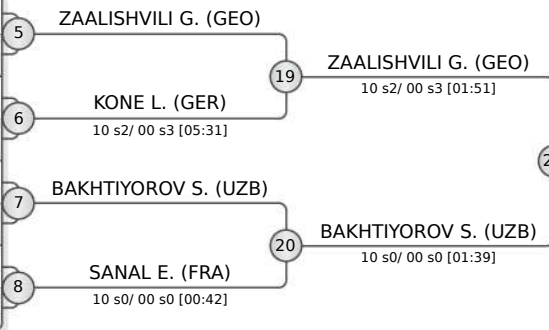 5
ZAALISHVILI G. (GEO)
19
ZAALISHVILI G. (GEO)
10 s2/ 00 s3 [01:51]
6
KONE L. (GER)
10 s2/ 00 s3 [05:31]
7
BAKHTIYOROV S. (UZB)
20
BAKHTIYOROV S. (UZB)
10 s0/ 00 s0 [01:39]
8
SANAL E. (FRA)
10 s0/ 00 s0 [00:42]